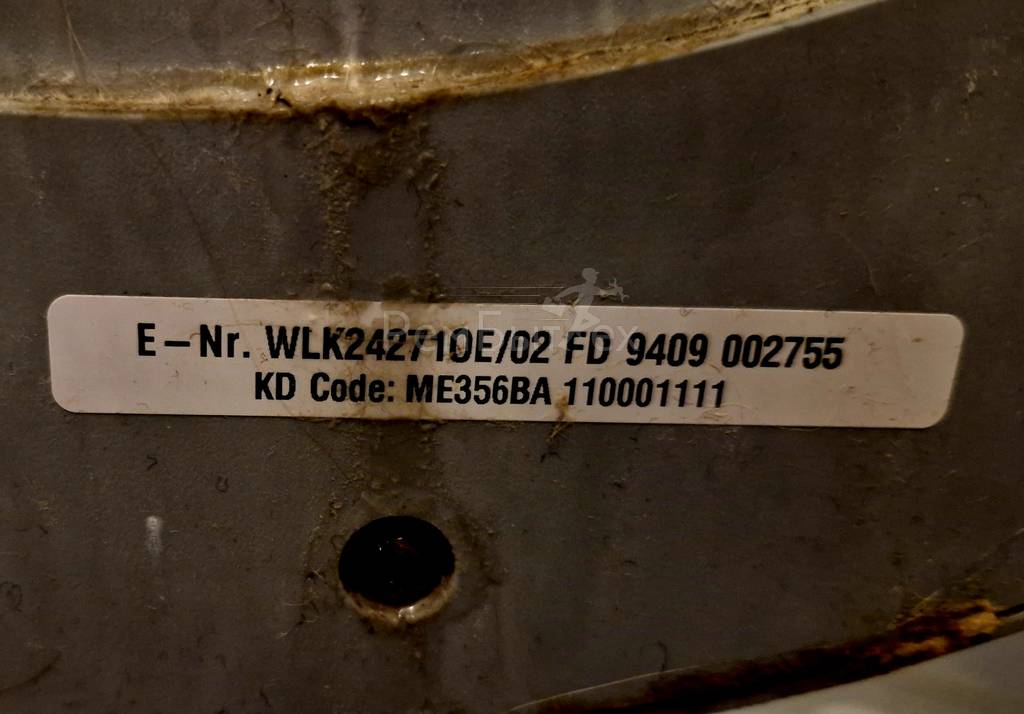 E-Nr. WLK24271OE/02 FD 9409 002755
KD Code: ME356BA 110001111